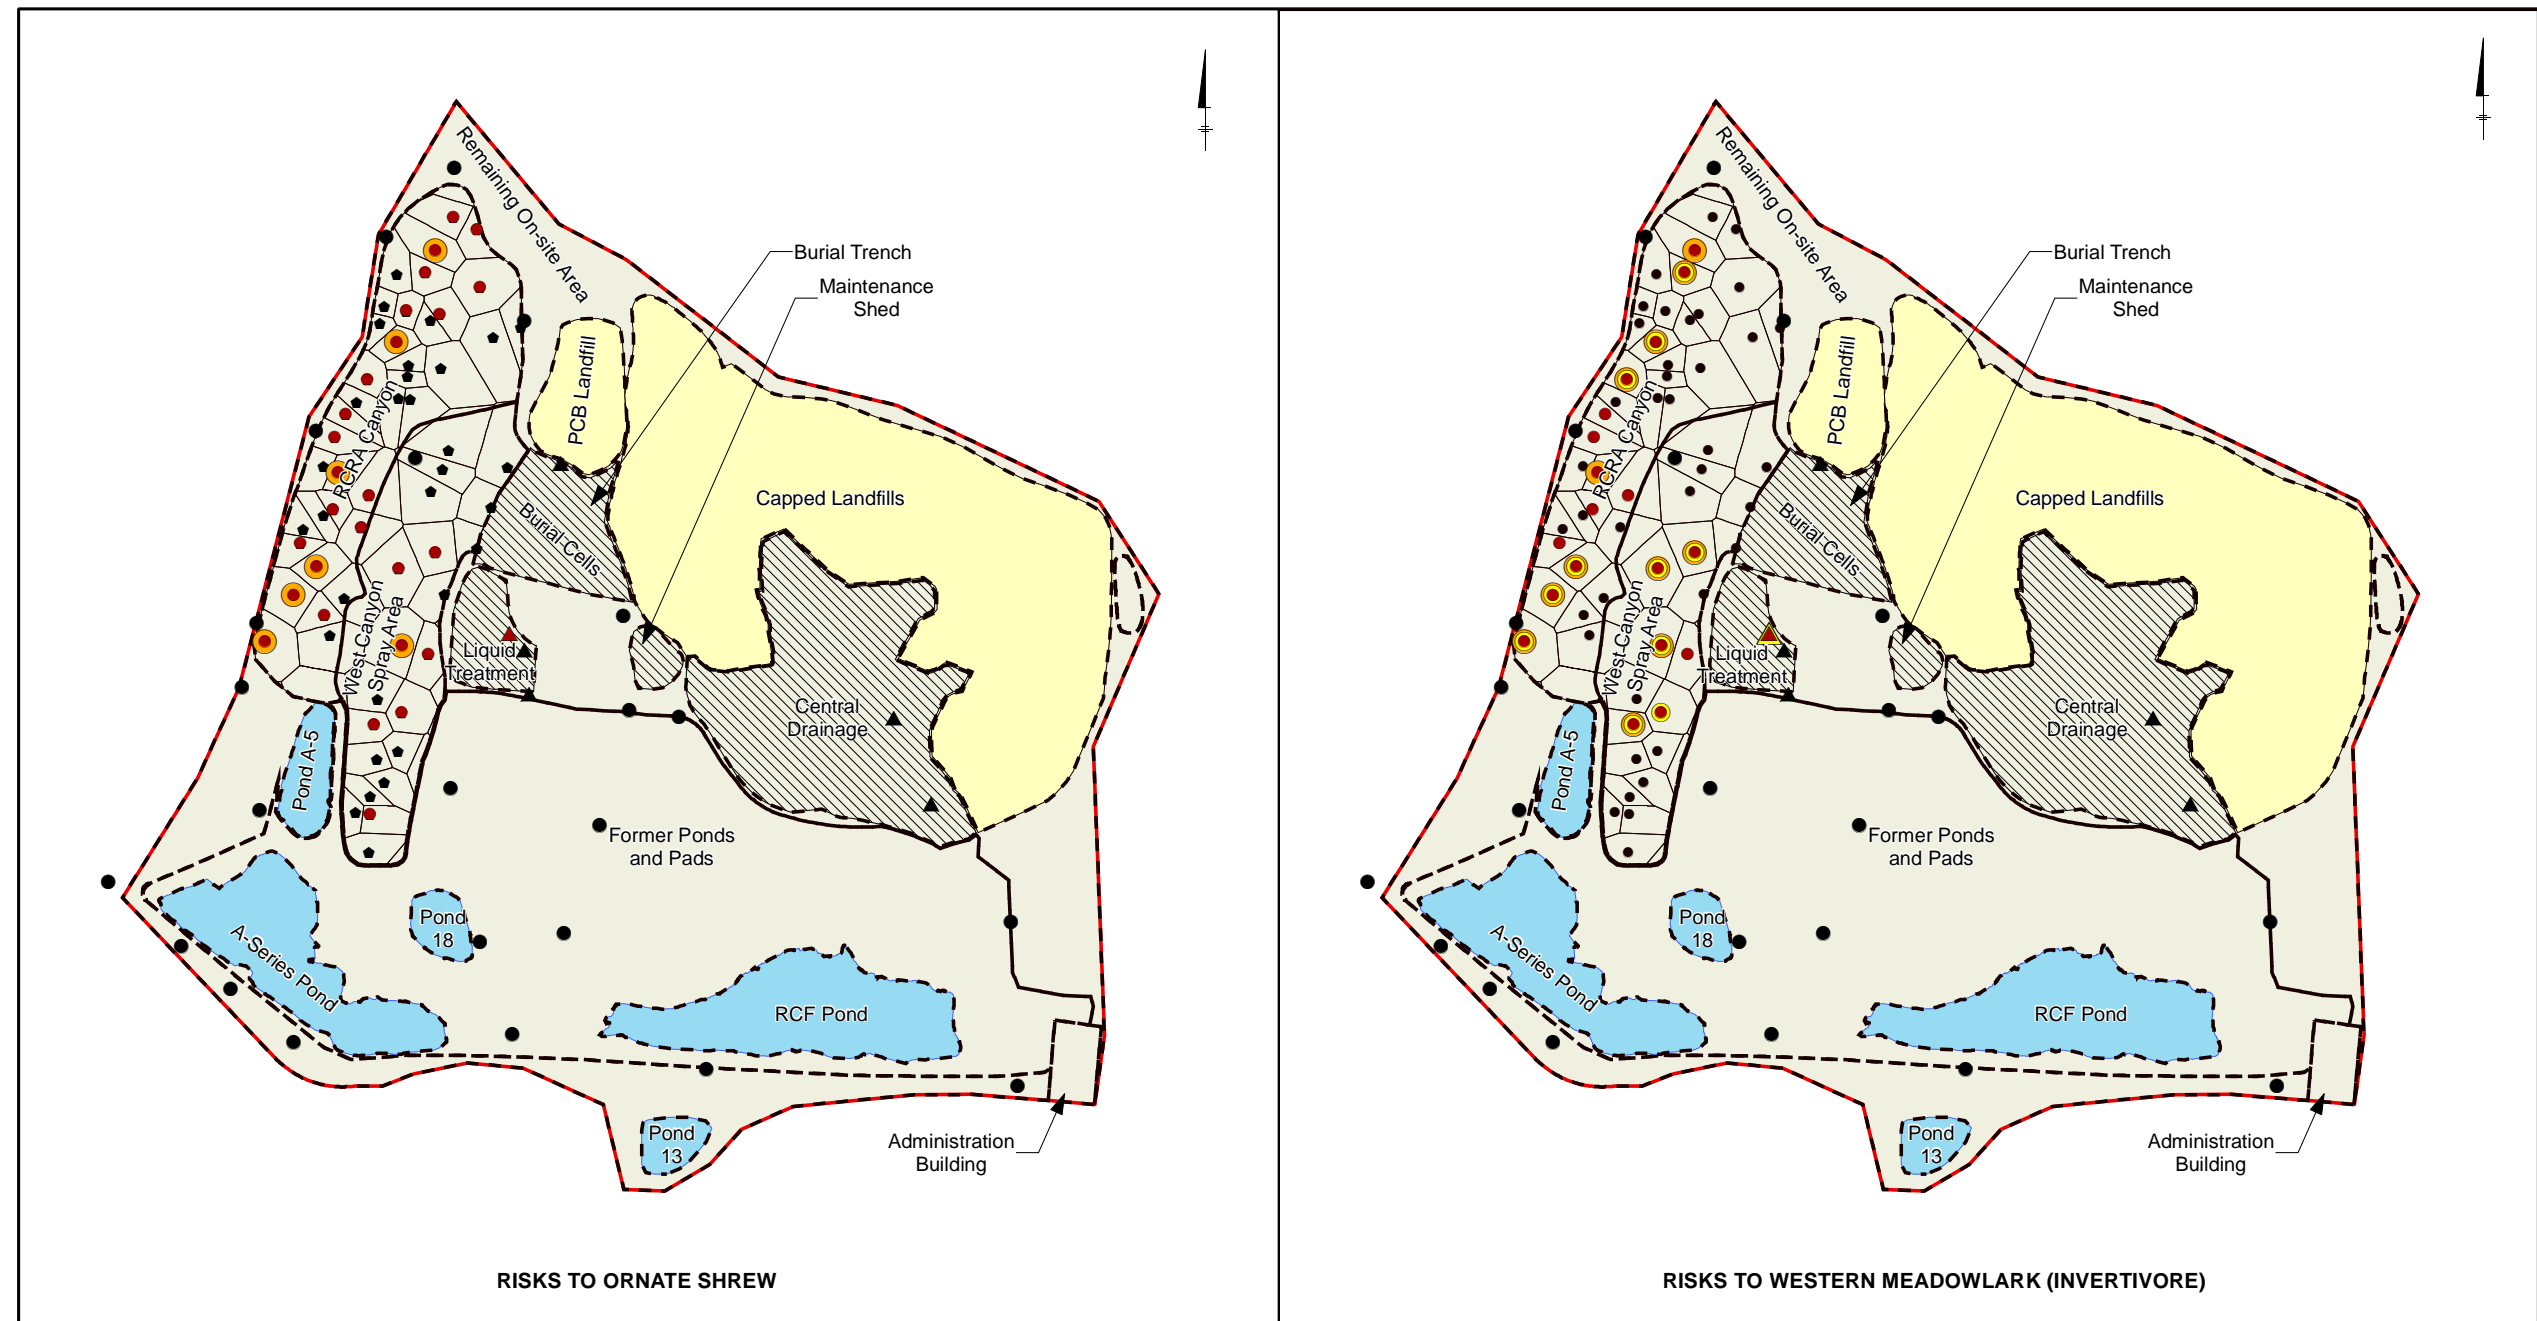 Remaining On-site Area
Burial Trench
Maintenance
Shed
PCB Landfill
RCRA Canyon
Capped Landfills
Burial Cells
West Canyon
Spray Area
Liquid
Treatment
Central
Drainage
Pond A-5
Former Ponds
and Pads
Pond
18
A-Series Pond
RCF Pond
Pond
13
Administration
Building
RISKS TO ORNATE SHREW
Remaining On-site Area
Burial Trench
Maintenance
Shed
PCB Landfill
RCRA Canyon
Capped Landfills
Burial Cells
West Canyon
Spray Area
Liquid
Treatment
Central
Drainage
Pond A-5
Former Ponds
and Pads
Pond
18
A-Series Pond
RCF Pond
Pond
13
Administration
Building
RISKS TO WESTERN MEADOWLARK (INVERTIVORE)